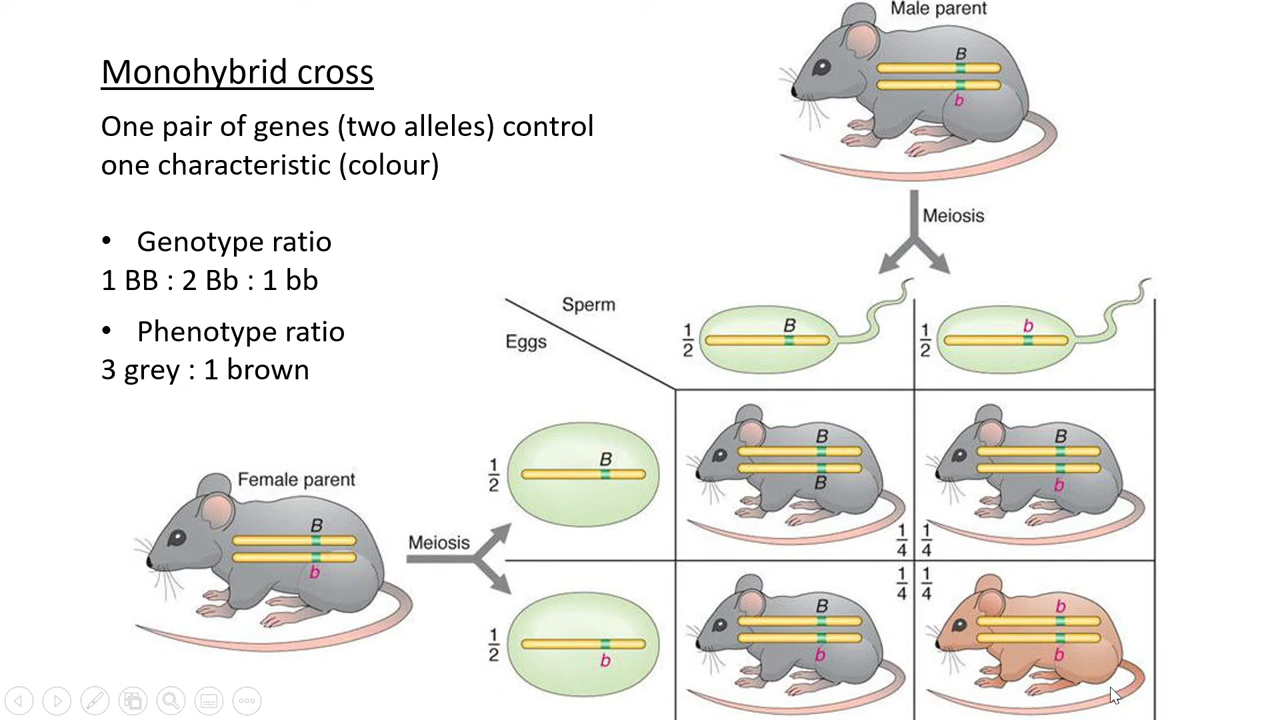 Monohybrid cross
One pair of genes (two alleles) control
one characteristic (colour)
• Genotype ratio
1 BB : 2 Bb : 1 bb
• Phenotype ratio
3 grey : 1 brown
Male parent
B
b
Meiosis
Sperm
Eggs
1/2
B
1/2
b
Female parent
B
b
Meiosis
1/2
B
1/2
b
B
B
1/4
B
b
1/4
B
b
1/4
b
b
1/4